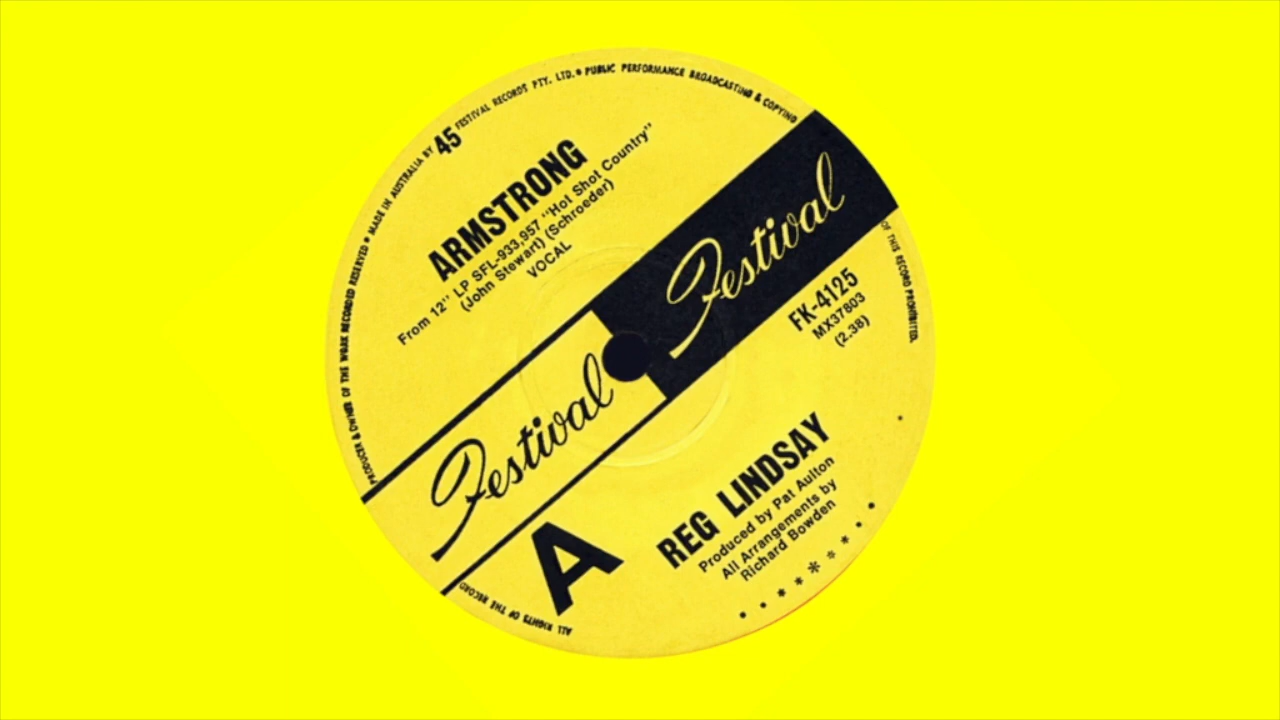 PRODUCER & OWNER OF THE WORK RECORDED RESERVED • MADE IN AUSTRALIA BY FESTIVAL RECORDS PTY. LTD. • PUBLIC PERFORMANCE BROADCASTING & COPYING OF THIS RECORD PROHIBITED.
45
ARMSTRONG
From 12" LP SFL-933,957 "Hot Shot Country"
(John Stewart) (Schroeder)
VOCAL
Festival
Festival
FK-4125
MX37803
(2.38)
A
REG LINDSAY
Produced by Pat Aulton
All Arrangements by
Richard Bowden
ALL RIGHTS OF THE RECORD